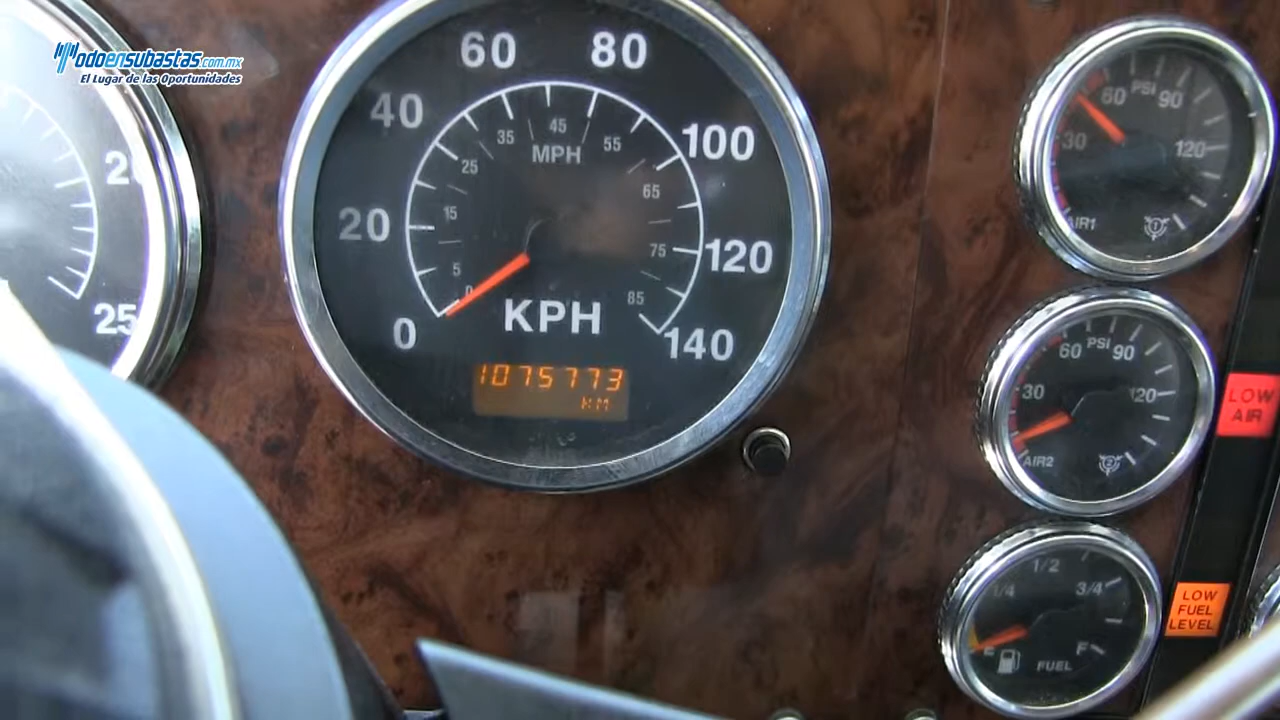 Todoensubastas.com.mx
El Lugar de las Oportunidades
20
25
0
20
40
60
80
100
120
140
0
5
15
25
35
45
55
65
75
85
MPH
KPH
1075773
KM
30
60
PSI
90
120
AIR1
30
60
PSI
90
120
AIR2
LOW
AIR
E
1/4
1/2
3/4
F
FUEL
LOW
FUEL
LEVEL